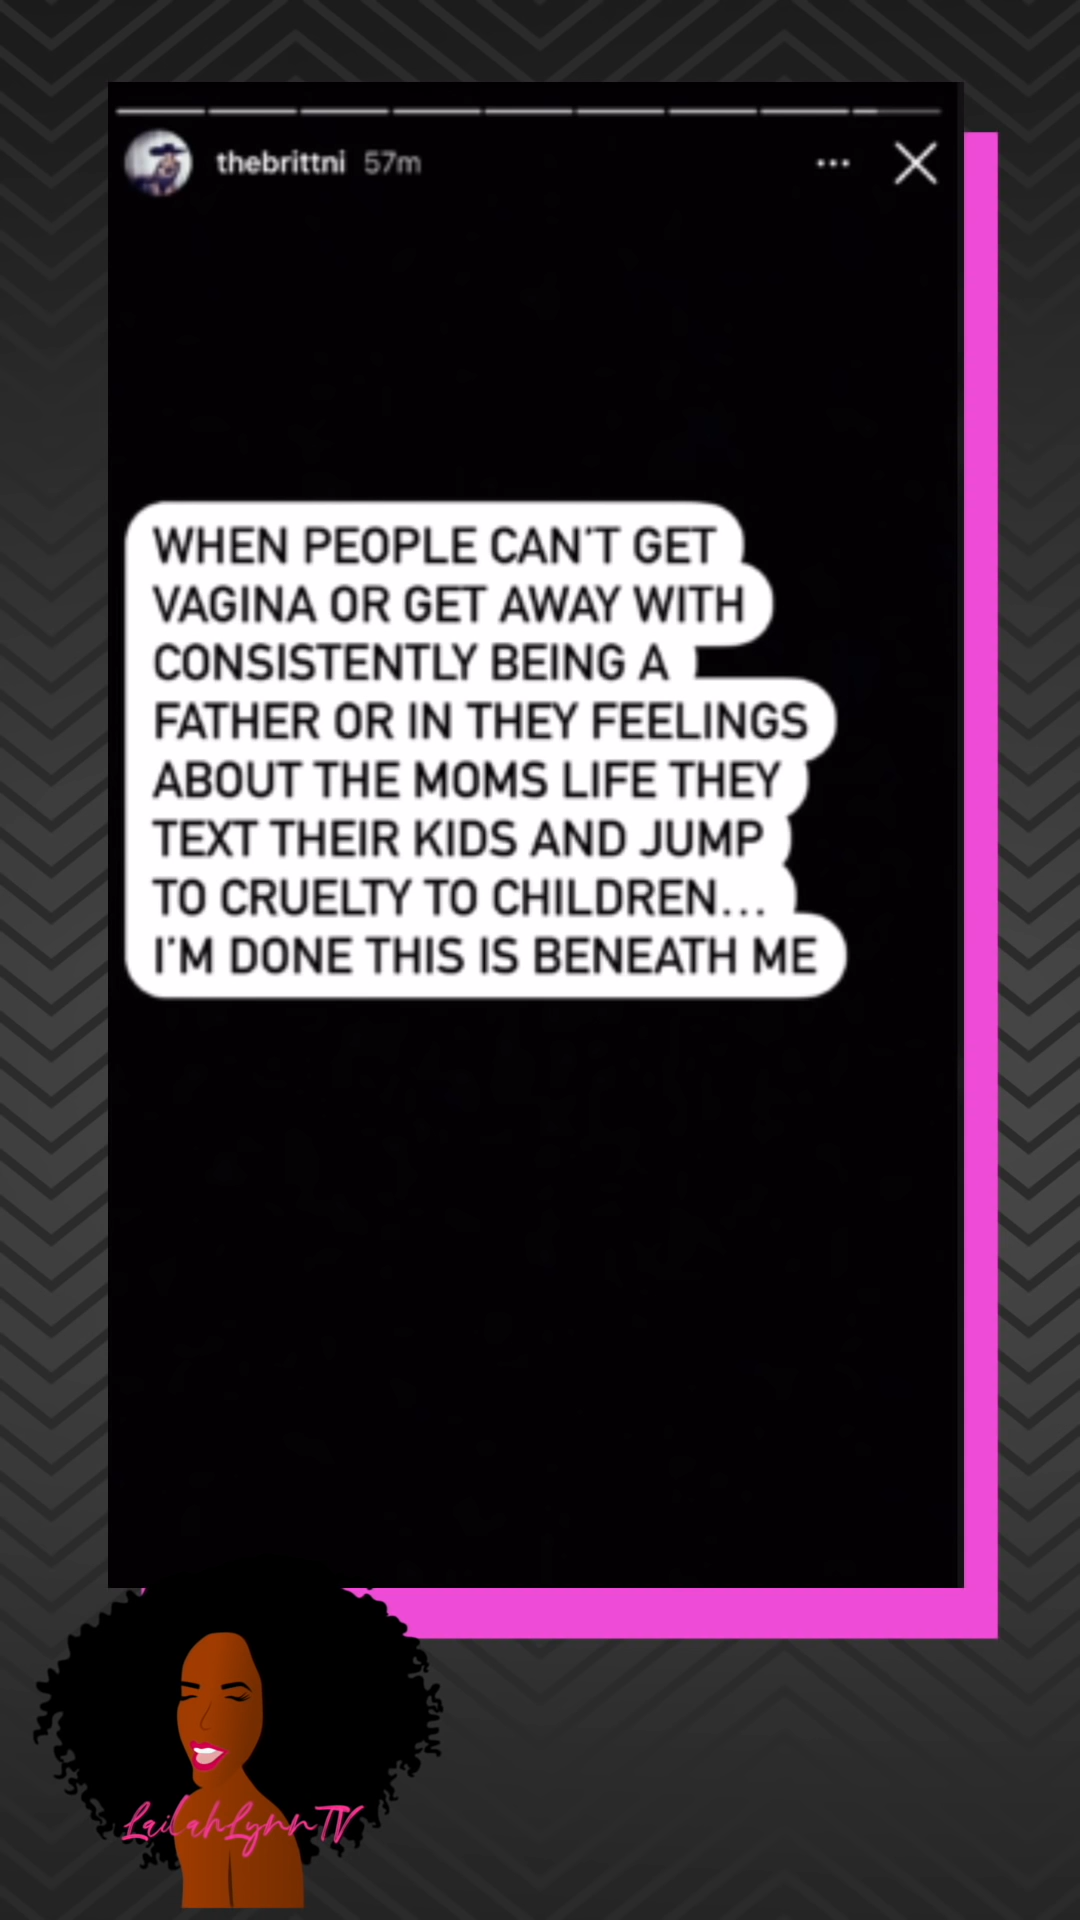 thebrittni 57m
WHEN PEOPLE CAN'T GET
VAGINA OR GET AWAY WITH
CONSISTENTLY BEING A
FATHER OR IN THEY FEELINGS
ABOUT THE MOMS LIFE THEY
TEXT THEIR KIDS AND JUMP
TO CRUELTY TO CHILDREN...
I'M DONE THIS IS BENEATH ME
LailahLynnTV